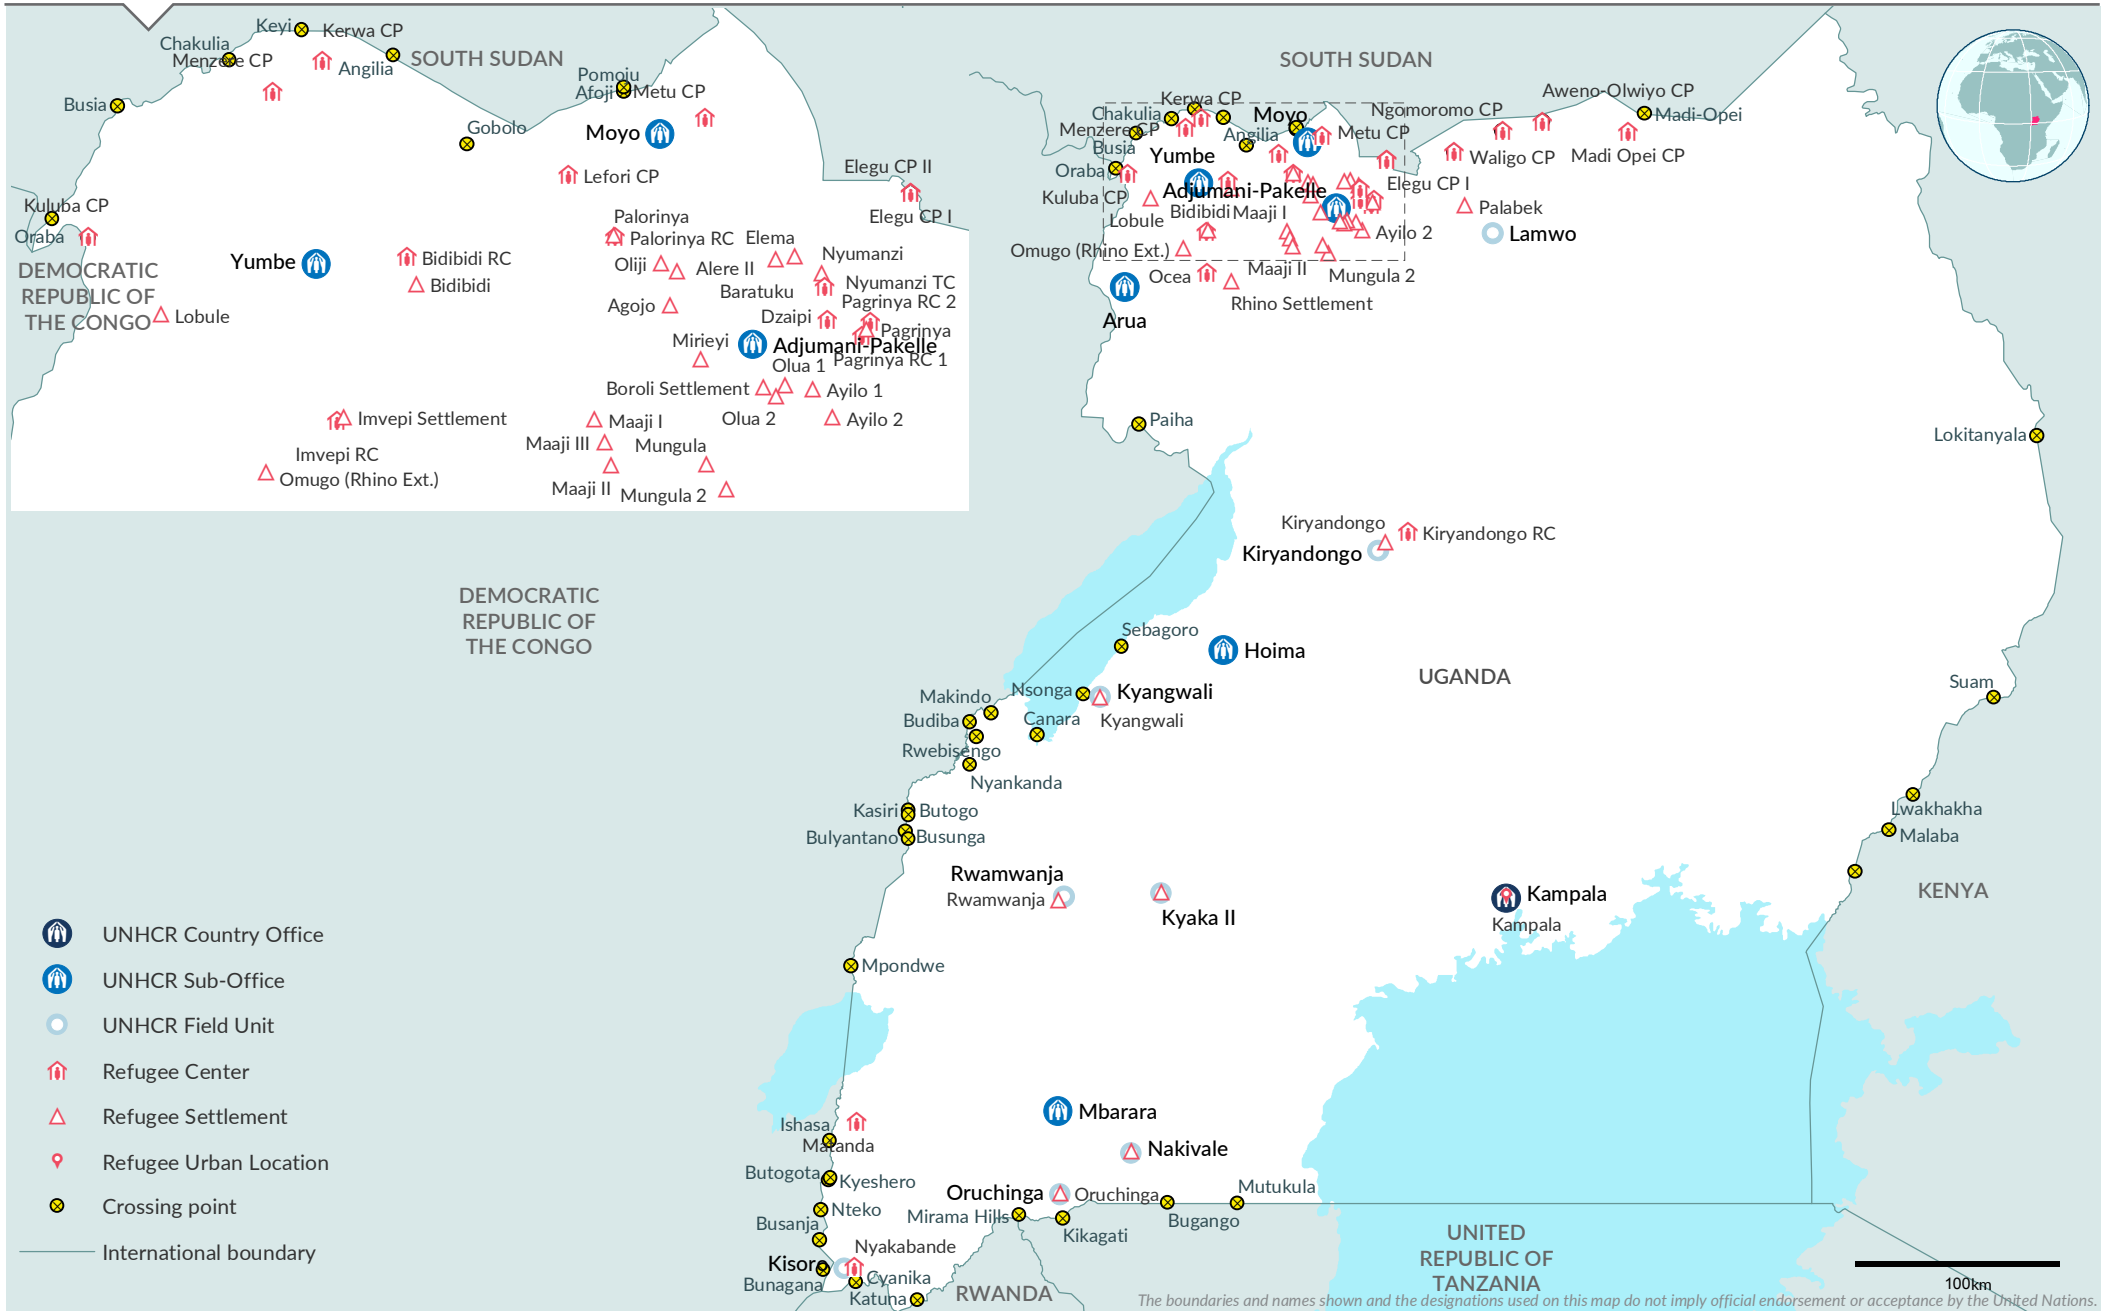 Keyi
Kerwa CP
Chakulia
Menzere CP
Angilia
SOUTH SUDAN
Pomoju
Afoji
Metu CP
Busia
Gobolo
Moyo
Lefori CP
Elegu CP II
Elegu CP I
Kuluba CP
Oraba
DEMOCRATIC
REPUBLIC OF
THE CONGO
Yumbe
Bidibidi RC
Bidibidi
Lobule
Palorinya
Palorinya RC
Elema
Oliji
Alere II
Nyumanzi
Baratuku
Nyumanzi TC
Agojo
Pagrinya RC 2
Dzaipi
Pagrinya
Mirieyi
Adjumani-Pakelle
Pagrinya RC 1
Olua 1
Boroli Settlement
Ayilo 1
Olua 2
Ayilo 2
Imvepi Settlement
Maaji I
Maaji III
Mungula
Imvepi RC
Omugo (Rhino Ext.)
Maaji II
Mungula 2
SOUTH SUDAN
Kerwa CP
Chakulia
Moyo
Ngomoromo CP
Aweno-Olwiyo CP
Madi-Opei
Menzere CP
Angilia
Metu CP
Busia
Yumbe
Waligo CP
Madi Opei CP
Oraba
Adjumani-Pakelle
Elegu CP I
Kuluba CP
Lobule
Bidibidi
Maaji I
Palabek
Ayilo 2
Lamwo
Omugo (Rhino Ext.)
Ocea
Maaji II
Mungula 2
Rhino Settlement
Arua
Paiha
Lokitanyala
Kiryandongo
Kiryandongo RC
Kiryandongo
DEMOCRATIC
REPUBLIC OF
THE CONGO
Sebagoro
Hoima
UGANDA
Suam
Makindo
Nsonga
Kyangwali
Budiba
Canara
Kyangwali
Rwebisengo
Nyankanda
Kasiri
Butogo
Bulyantano
Busunga
Lwakhakha
Malaba
Rwamwanja
Rwamwanja
Kyaka II
Kampala
Kampala
KENYA
Mpondwe
UNHCR Country Office
UNHCR Sub-Office
UNHCR Field Unit
Refugee Center
Refugee Settlement
Refugee Urban Location
Crossing point
International boundary
Mbarara
Ishasa
Matanda
Nakivale
Butogota
Kyeshero
Oruchinga
Oruchinga
Mutukula
Nteko
Mirama Hills
Bugango
Busanja
Kikagati
Nyakabande
Kisoro
Bunagana
Cyanika
Katuna
RWANDA
UNITED
REPUBLIC OF
TANZANIA
100km
The boundaries and names shown and the designations used on this map do not imply official endorsement or acceptance by the United Nations.